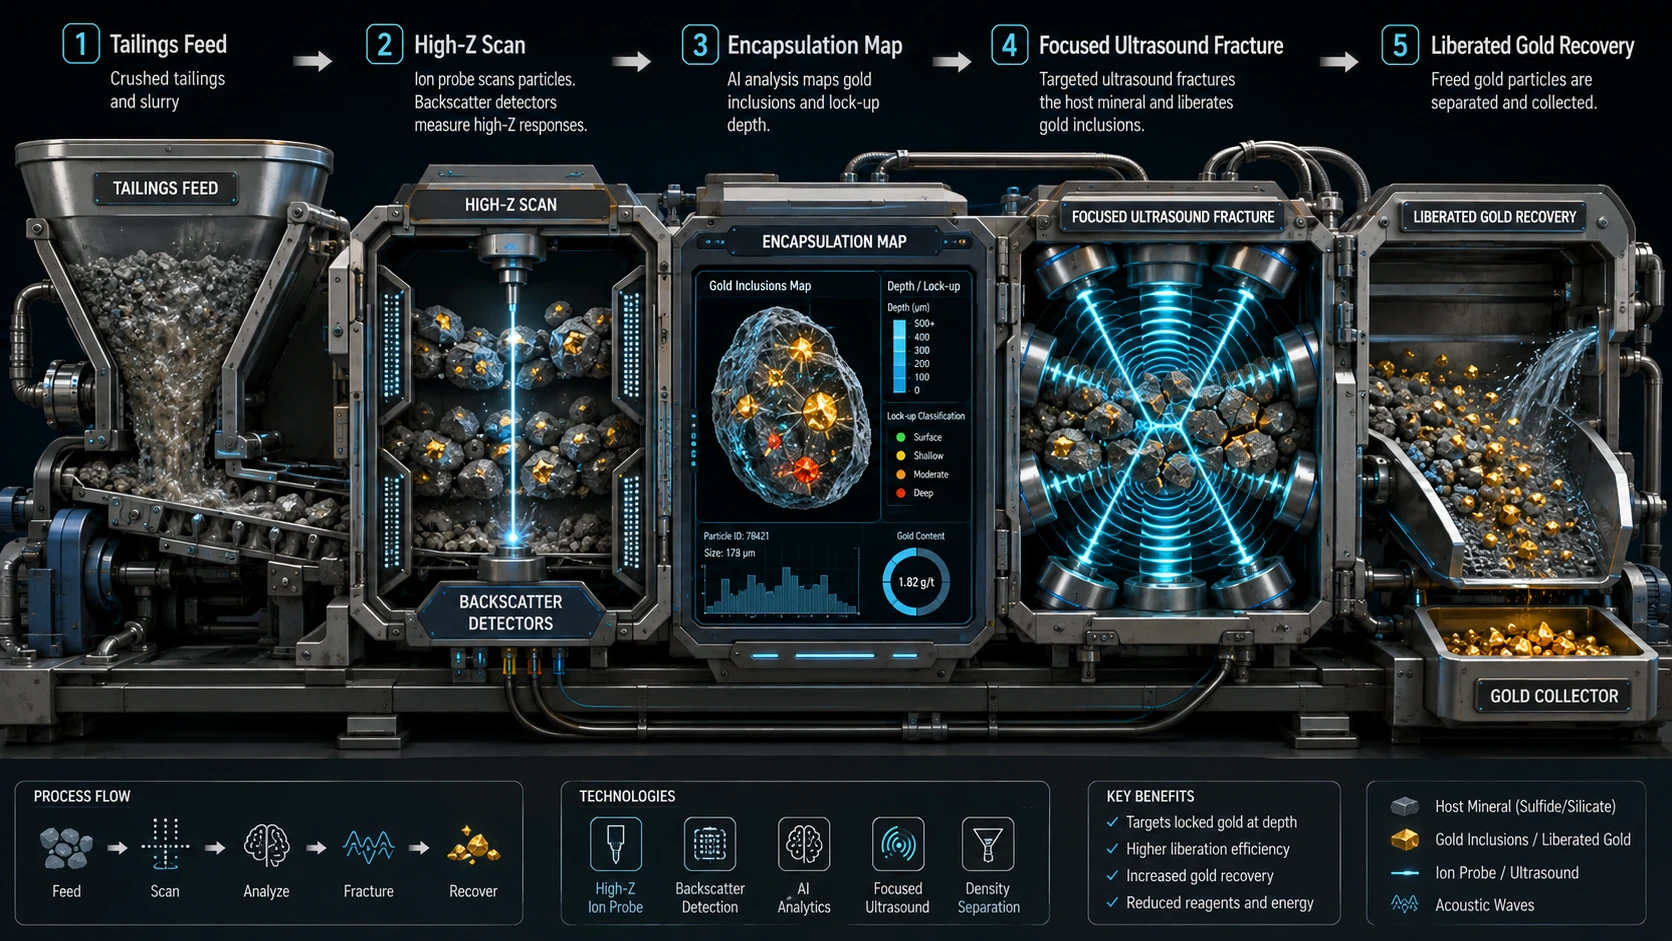 1 Tailings Feed
Crushed tailings
and slurry
2 High-Z Scan
Ion probe scans particles.
Backscatter detectors
measure high-Z responses.
3 Encapsulation Map
AI analysis maps gold
inclusions and lock-up
depth.
4 Focused Ultrasound Fracture
Targeted ultrasound fractures
the host mineral and liberates
gold inclusions.
5 Liberated Gold Recovery
Freed gold particles are
separated and collected.
TAILINGS FEED
HIGH-Z SCAN
BACKSCATTER
DETECTORS
ENCAPSULATION MAP
Gold Inclusions Map
Depth / Lock-up
Depth (µm)
500+
400
300
200
100
0
Lock-up Classification
Surface
Shallow
Moderate
Deep
Particle ID: 78421
Size: 178 µm
Gold Content
1.82 g/t
FOCUSED ULTRASOUND FRACTURE
LIBERATED GOLD RECOVERY
GOLD COLLECTOR
PROCESS FLOW
Feed
Scan
Analyze
Fracture
Recover
TECHNOLOGIES
High-Z
Ion Probe
Backscatter
Detection
AI
Analytics
Focused
Ultrasound
Density
Separation
KEY BENEFITS
✓ Targets locked gold at depth
✓ Higher liberation efficiency
✓ Increased gold recovery
✓ Reduced reagents and energy
Host Mineral (Sulfide/Silicate)
Gold Inclusions / Liberated Gold
Ion Probe / Ultrasound
Acoustic Waves